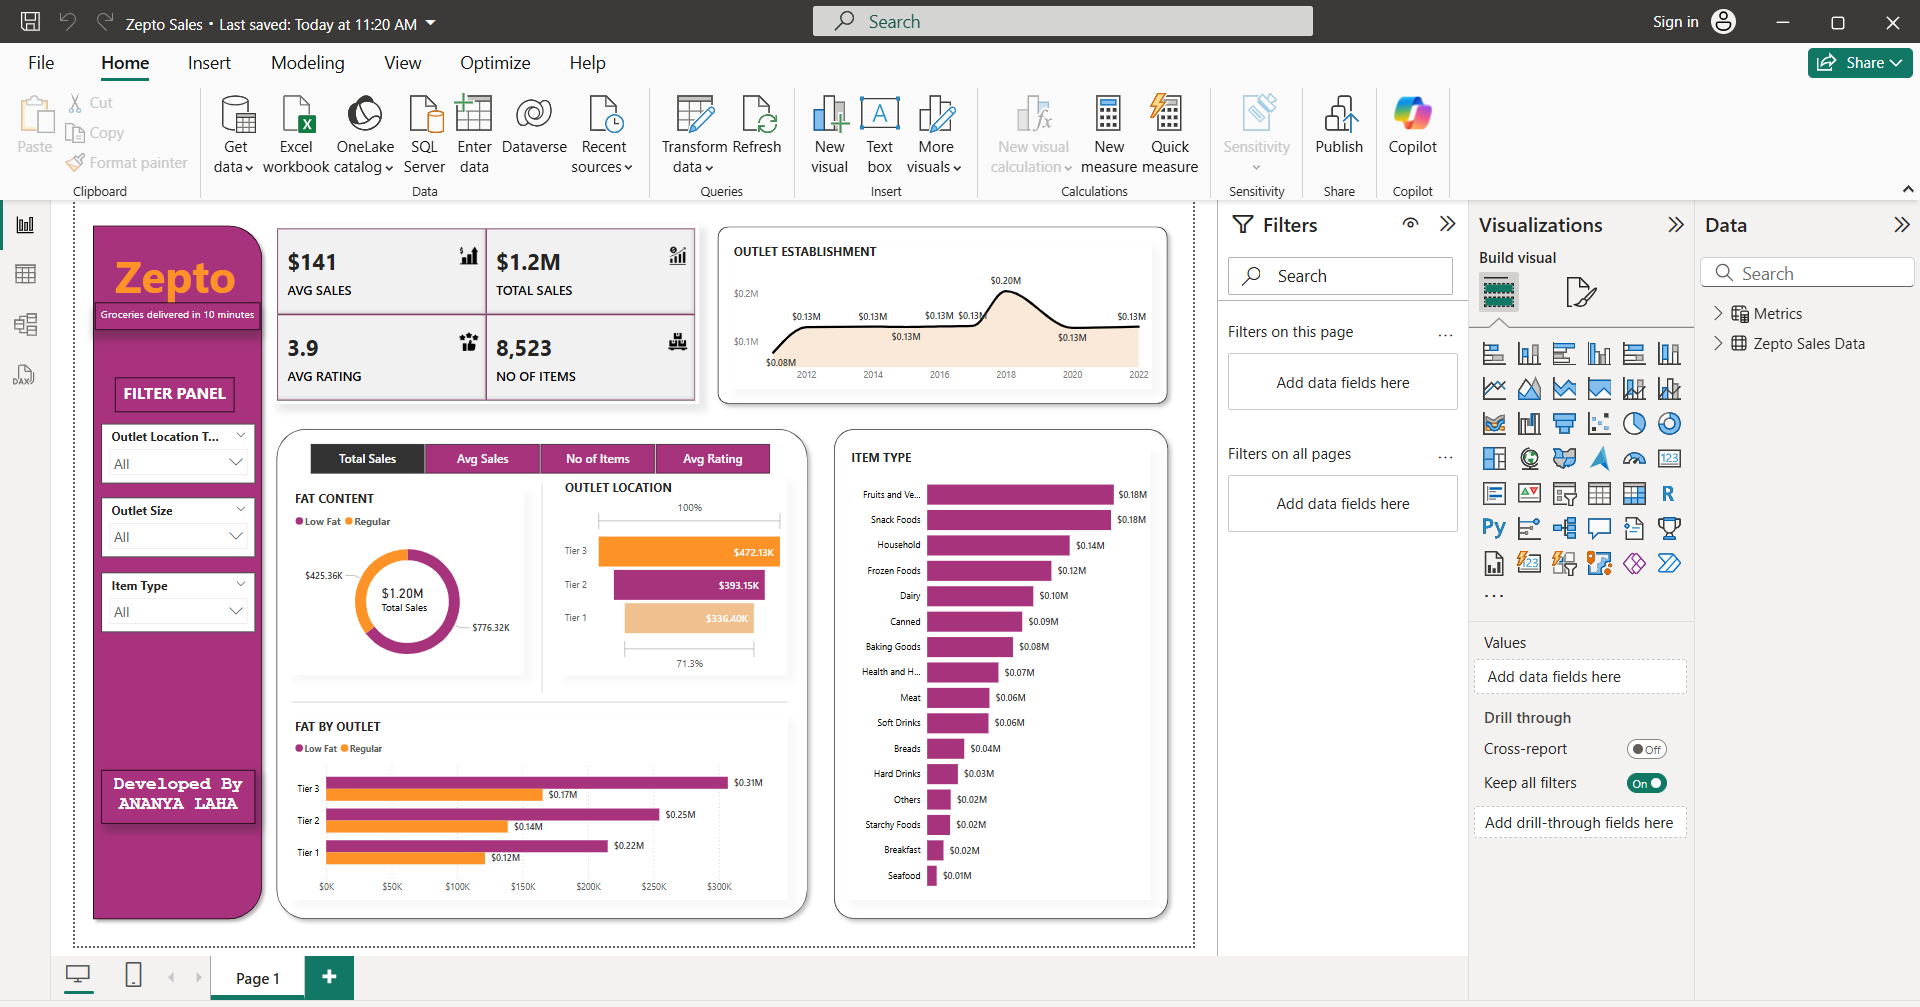 Zepto Sales • Last saved: Today at 11:20 AM
Search
Sign in
File Home Insert Modeling View Optimize Help
Share
Paste
Cut
Copy
Format painter
Clipboard
Get data
Excel workbook
OneLake catalog
SQL Server
Enter data
Dataverse
Recent sources
Data
Transform data
Refresh
Queries
New visual
Text box
More visuals
Insert
New visual calculation
New measure
Quick measure
Calculations
Sensitivity
Sensitivity
Publish
Share
Copilot
Copilot
Zepto
Groceries delivered in 10 minutes
FILTER PANEL
Outlet Location T...
All
Outlet Size
All
Item Type
All
Developed By
ANANYA LAHA
$141
AVG SALES
$1.2M
TOTAL SALES
3.9
AVG RATING
8,523
NO OF ITEMS
OUTLET ESTABLISHMENT
$0.2M
$0.1M
$0.08M
$0.13M
$0.13M
$0.13M
$0.13M
$0.13M
$0.20M
$0.13M
$0.13M
2012 2014 2016 2018 2020 2022
Total Sales
Avg Sales
No of Items
Avg Rating
FAT CONTENT
Low Fat Regular
$425.36K
$1.20M
Total Sales
$776.32K
OUTLET LOCATION
100%
Tier 3 $472.13K
Tier 2 $393.15K
Tier 1 $336.40K
71.3%
FAT BY OUTLET
Low Fat Regular
Tier 3 $0.31M
$0.17M
Tier 2 $0.25M
$0.14M
Tier 1 $0.22M
$0.12M
$0K $50K $100K $150K $200K $250K $300K
ITEM TYPE
Fruits and Ve... $0.18M
Snack Foods $0.18M
Household $0.14M
Frozen Foods $0.12M
Dairy $0.10M
Canned $0.09M
Baking Goods $0.08M
Health and H... $0.07M
Meat $0.06M
Soft Drinks $0.06M
Breads $0.04M
Hard Drinks $0.03M
Others $0.02M
Starchy Foods $0.02M
Breakfast $0.02M
Seafood $0.01M
Filters
Search
Filters on this page ...
Add data fields here
Filters on all pages ...
Add data fields here
Visualizations
Build visual
123
R
Py
123
...
Values
Add data fields here
Drill through
Cross-report Off
Keep all filters On
Add drill-through fields here
Data
Search
Metrics
Zepto Sales Data
DAX
Page 1
+